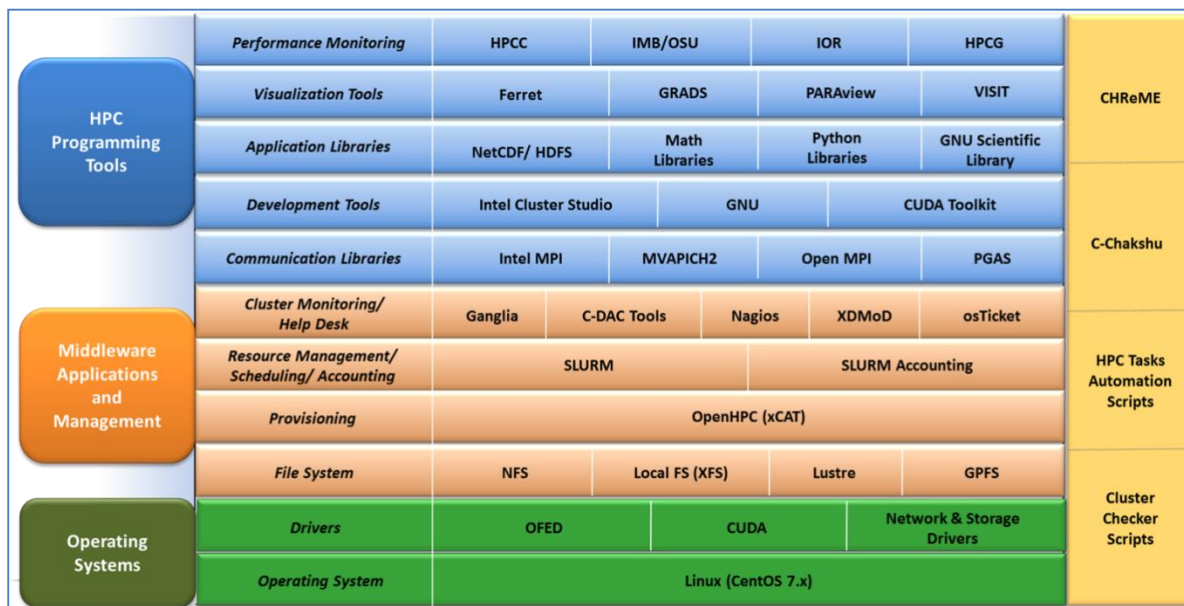 HPC
Programming
Tools
Performance Monitoring
HPCC
IMB/OSU
IOR
HPCG
Visualization Tools
Ferret
GRADS
PARAview
VISIT
Application Libraries
NetCDF/ HDFS
Math
Libraries
Python
Libraries
GNU Scientific
Library
Development Tools
Intel Cluster Studio
GNU
CUDA Toolkit
Communication Libraries
Intel MPI
MVAPICH2
Open MPI
PGAS
Middleware
Applications
and
Management
Cluster Monitoring/
Help Desk
Ganglia
C-DAC Tools
Nagios
XDMoD
osTicket
Resource Management/
Scheduling/ Accounting
SLURM
SLURM Accounting
Provisioning
OpenHPC (xCAT)
File System
NFS
Local FS (XFS)
Lustre
GPFS
Operating
Systems
Drivers
OFED
CUDA
Network & Storage
Drivers
Operating System
Linux (CentOS 7.x)
CHReME
C-Chakshu
HPC Tasks
Automation
Scripts
Cluster
Checker
Scripts